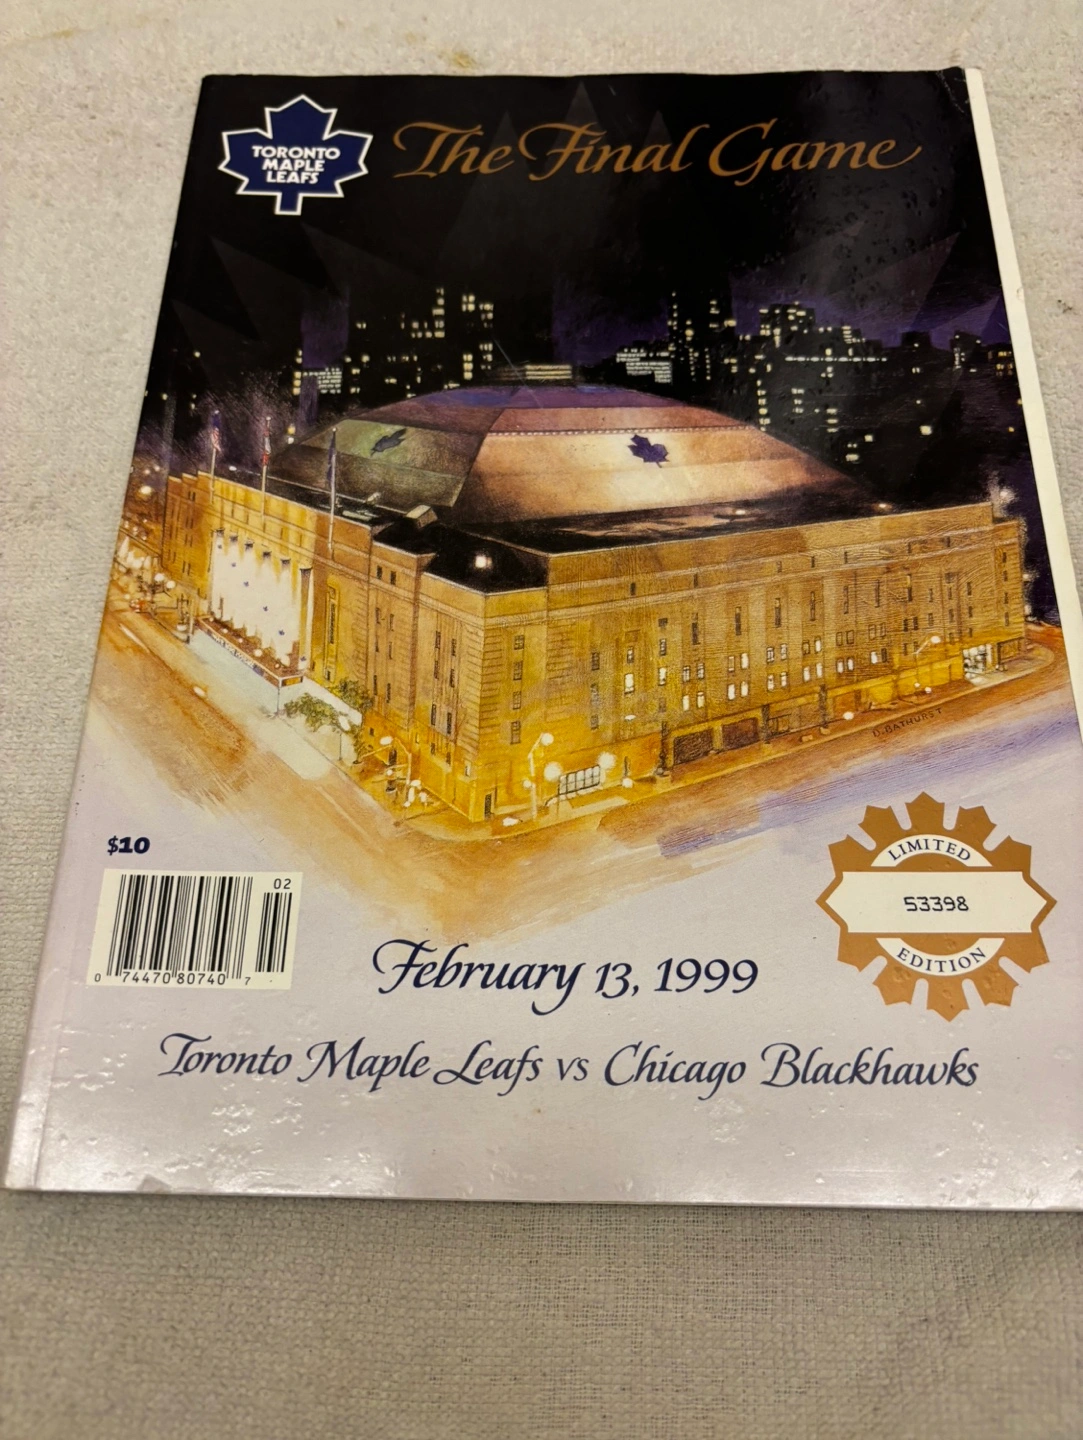 TORONTO
MAPLE
LEAFS
The Final Game
D. BATHURST
$10
02
0 74470 80740 7
LIMITED
53398
EDITION
February 13, 1999
Toronto Maple Leafs vs Chicago Blackhawks